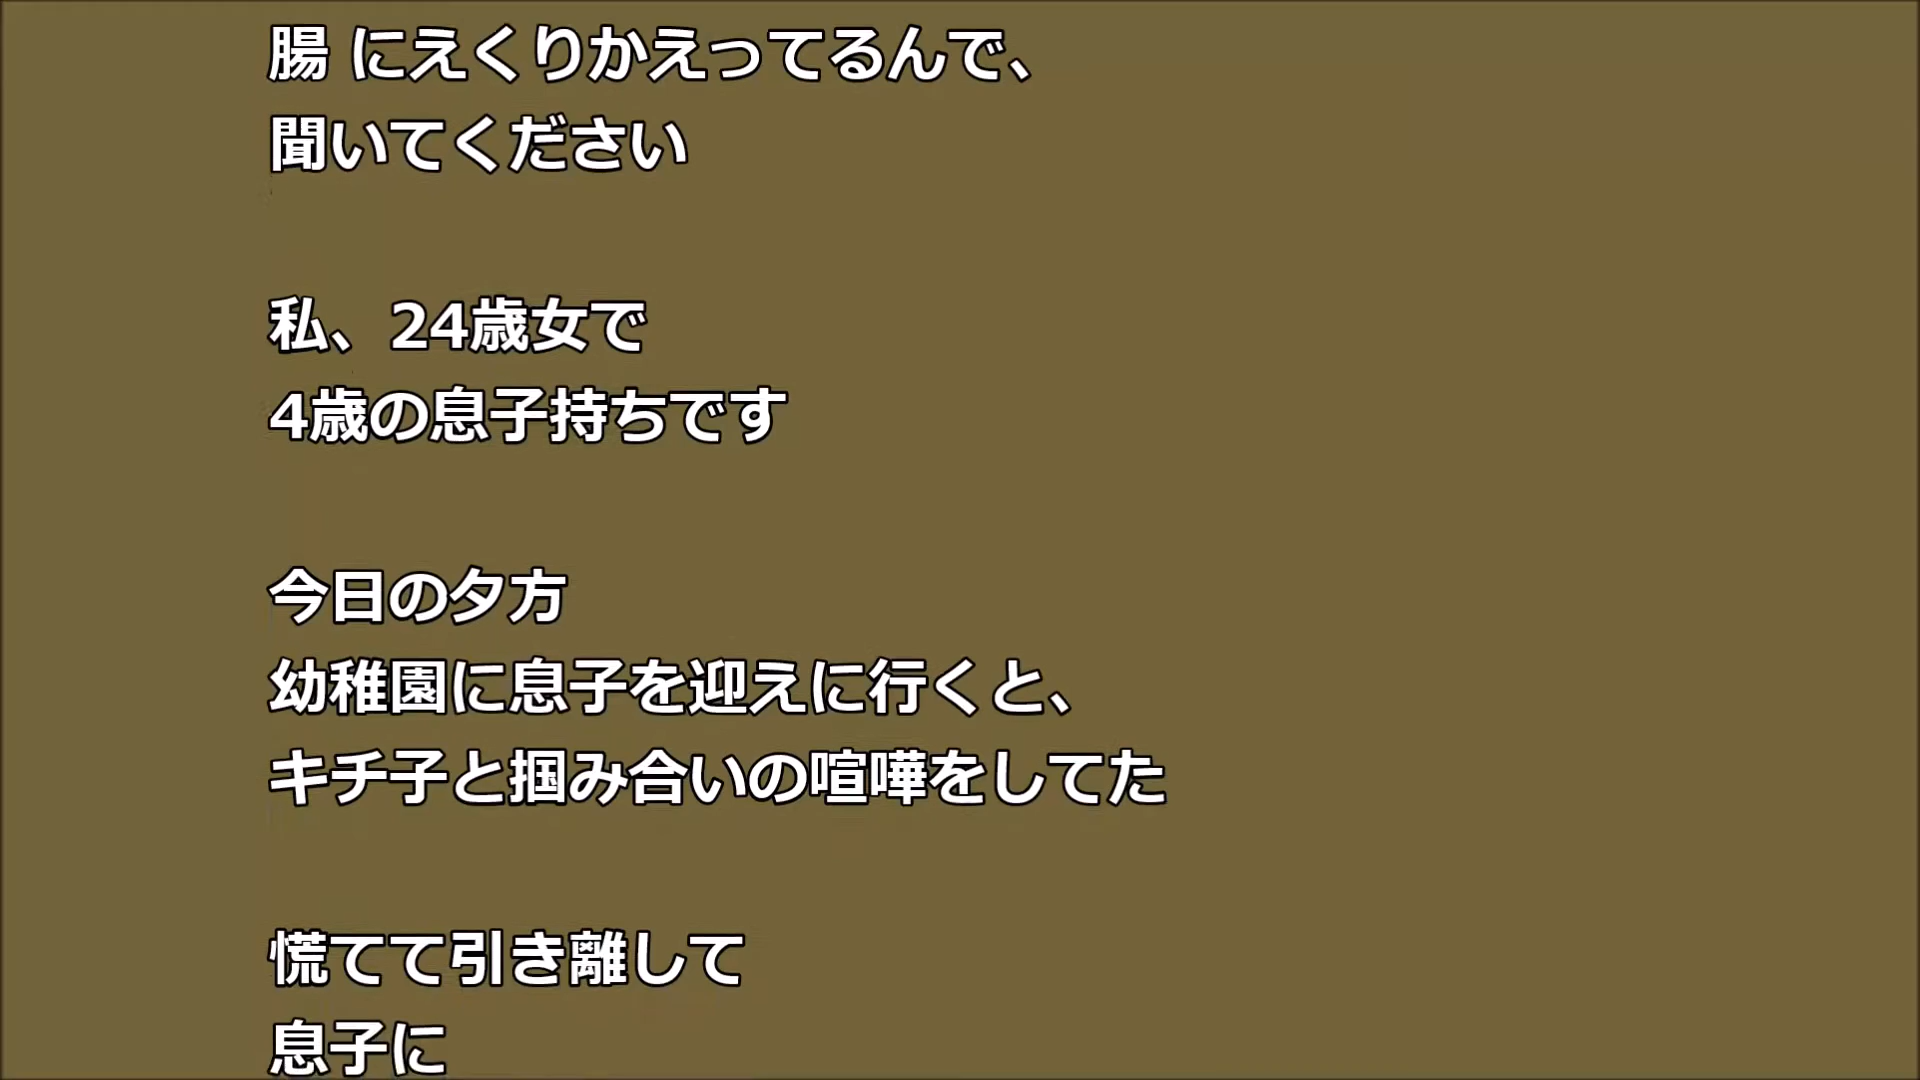 腸 にえくりかえってるんで、
聞いてください
私、24歳女で
4歳の息子持ちです
今日の夕方
幼稚園に息子を迎えに行くと、
キチ子と掴み合いの喧嘩をしてた
慌てて引き離して
息子に